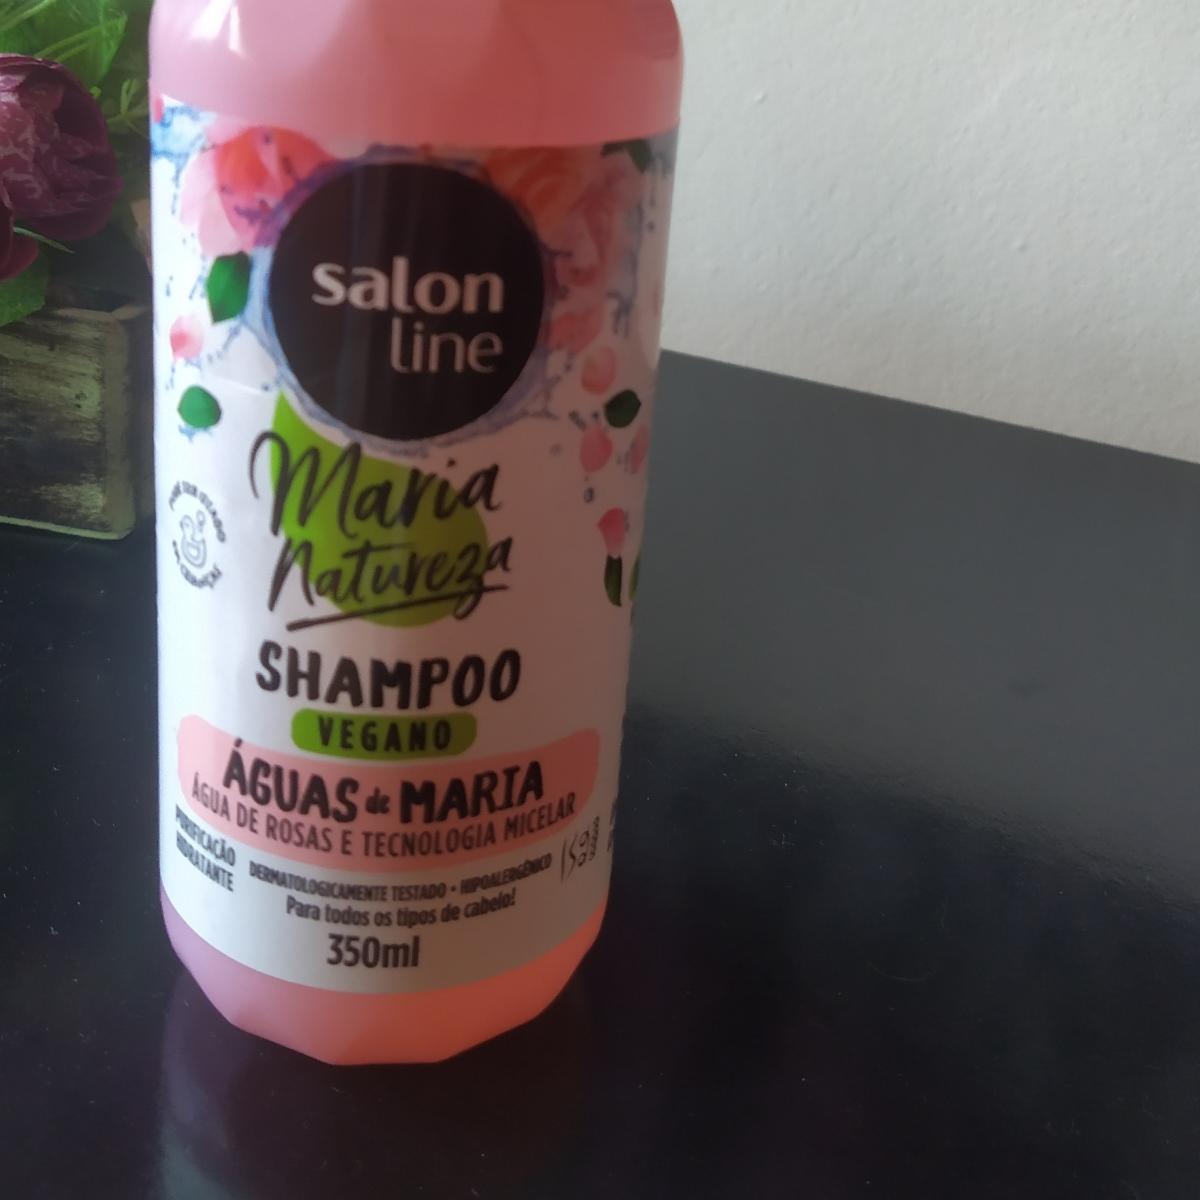 salon
line
Maria
Natureza
SHAMPOO
VEGANO
ÁGUAS de MARIA
ÁGUA DE ROSAS E TECNOLOGIA MICELAR
PURIFICAÇÃO
HIDRATANTE
DERMATOLOGICAMENTE TESTADO • HIPOALERGÊNICO
Para todos os tipos de cabelo!
350ml